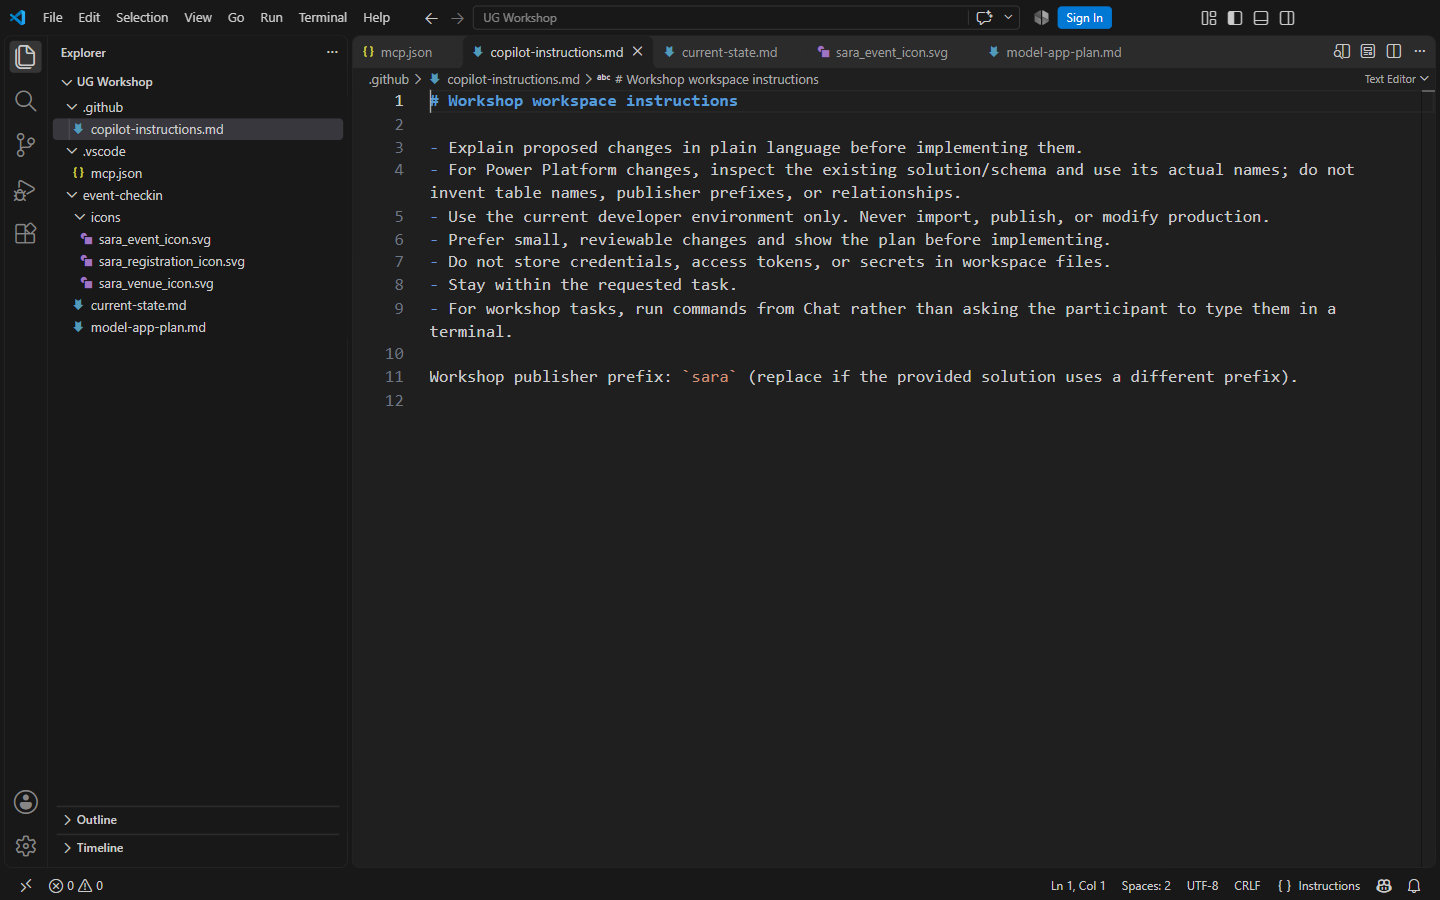 File Edit Selection View Go Run Terminal Help
UG Workshop
Sign In
Explorer
UG Workshop
.github
copilot-instructions.md
.vscode
mcp.json
event-checkin
icons
sara_event_icon.svg
sara_registration_icon.svg
sara_venue_icon.svg
current-state.md
model-app-plan.md
Outline
Timeline
mcp.json copilot-instructions.md current-state.md sara_event_icon.svg model-app-plan.md
.github > copilot-instructions.md > abc # Workshop workspace instructions
Text Editor
1 # Workshop workspace instructions
2
3 - Explain proposed changes in plain language before implementing them.
4 - For Power Platform changes, inspect the existing solution/schema and use its actual names; do not
invent table names, publisher prefixes, or relationships.
5 - Use the current developer environment only. Never import, publish, or modify production.
6 - Prefer small, reviewable changes and show the plan before implementing.
7 - Do not store credentials, access tokens, or secrets in workspace files.
8 - Stay within the requested task.
9 - For workshop tasks, run commands from Chat rather than asking the participant to type them in a
terminal.
10
11 Workshop publisher prefix: `sara` (replace if the provided solution uses a different prefix).
12
0 0
Ln 1, Col 1 Spaces: 2 UTF-8 CRLF { } Instructions